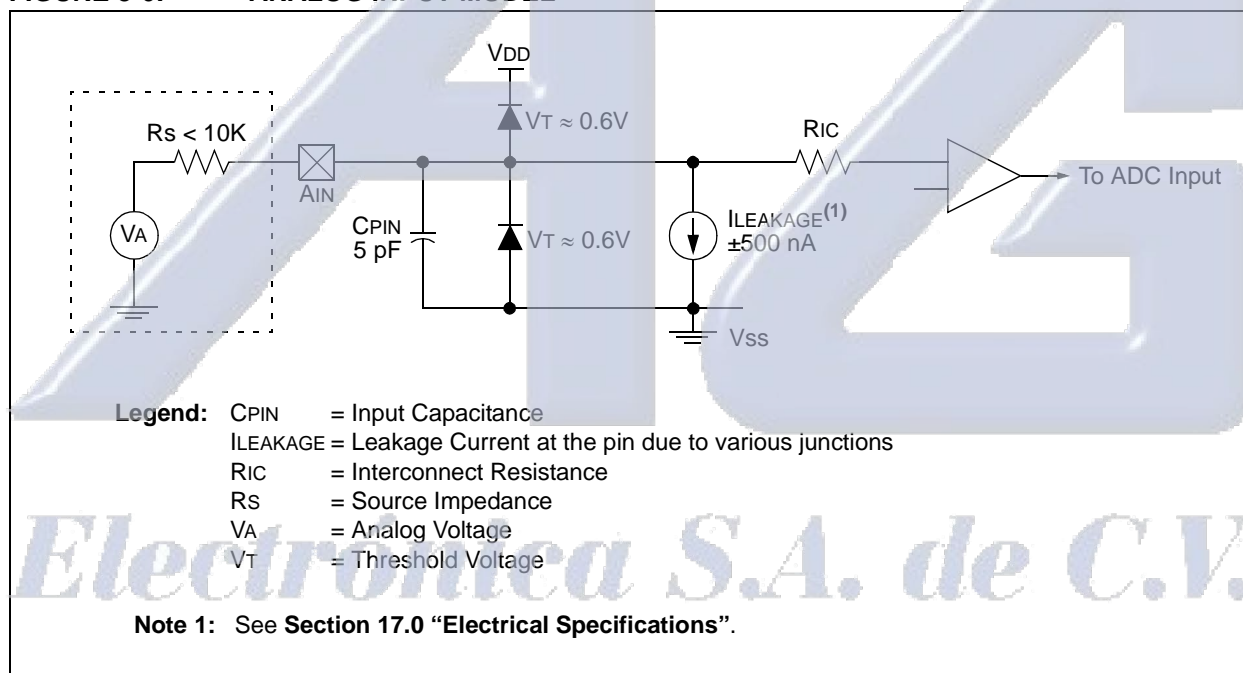 VDD
VT ≈ 0.6V
Rs < 10K
RIC
To ADC Input
AIN
VA
CPIN
5 pF
VT ≈ 0.6V
ILEAKAGE(1)
±500 nA
Vss
Legend: CPIN = Input Capacitance
ILEAKAGE = Leakage Current at the pin due to various junctions
RIC = Interconnect Resistance
RS = Source Impedance
VA = Analog Voltage
VT = Threshold Voltage
Electrónica S.A. de C.V.
Note 1: See Section 17.0 “Electrical Specifications”.